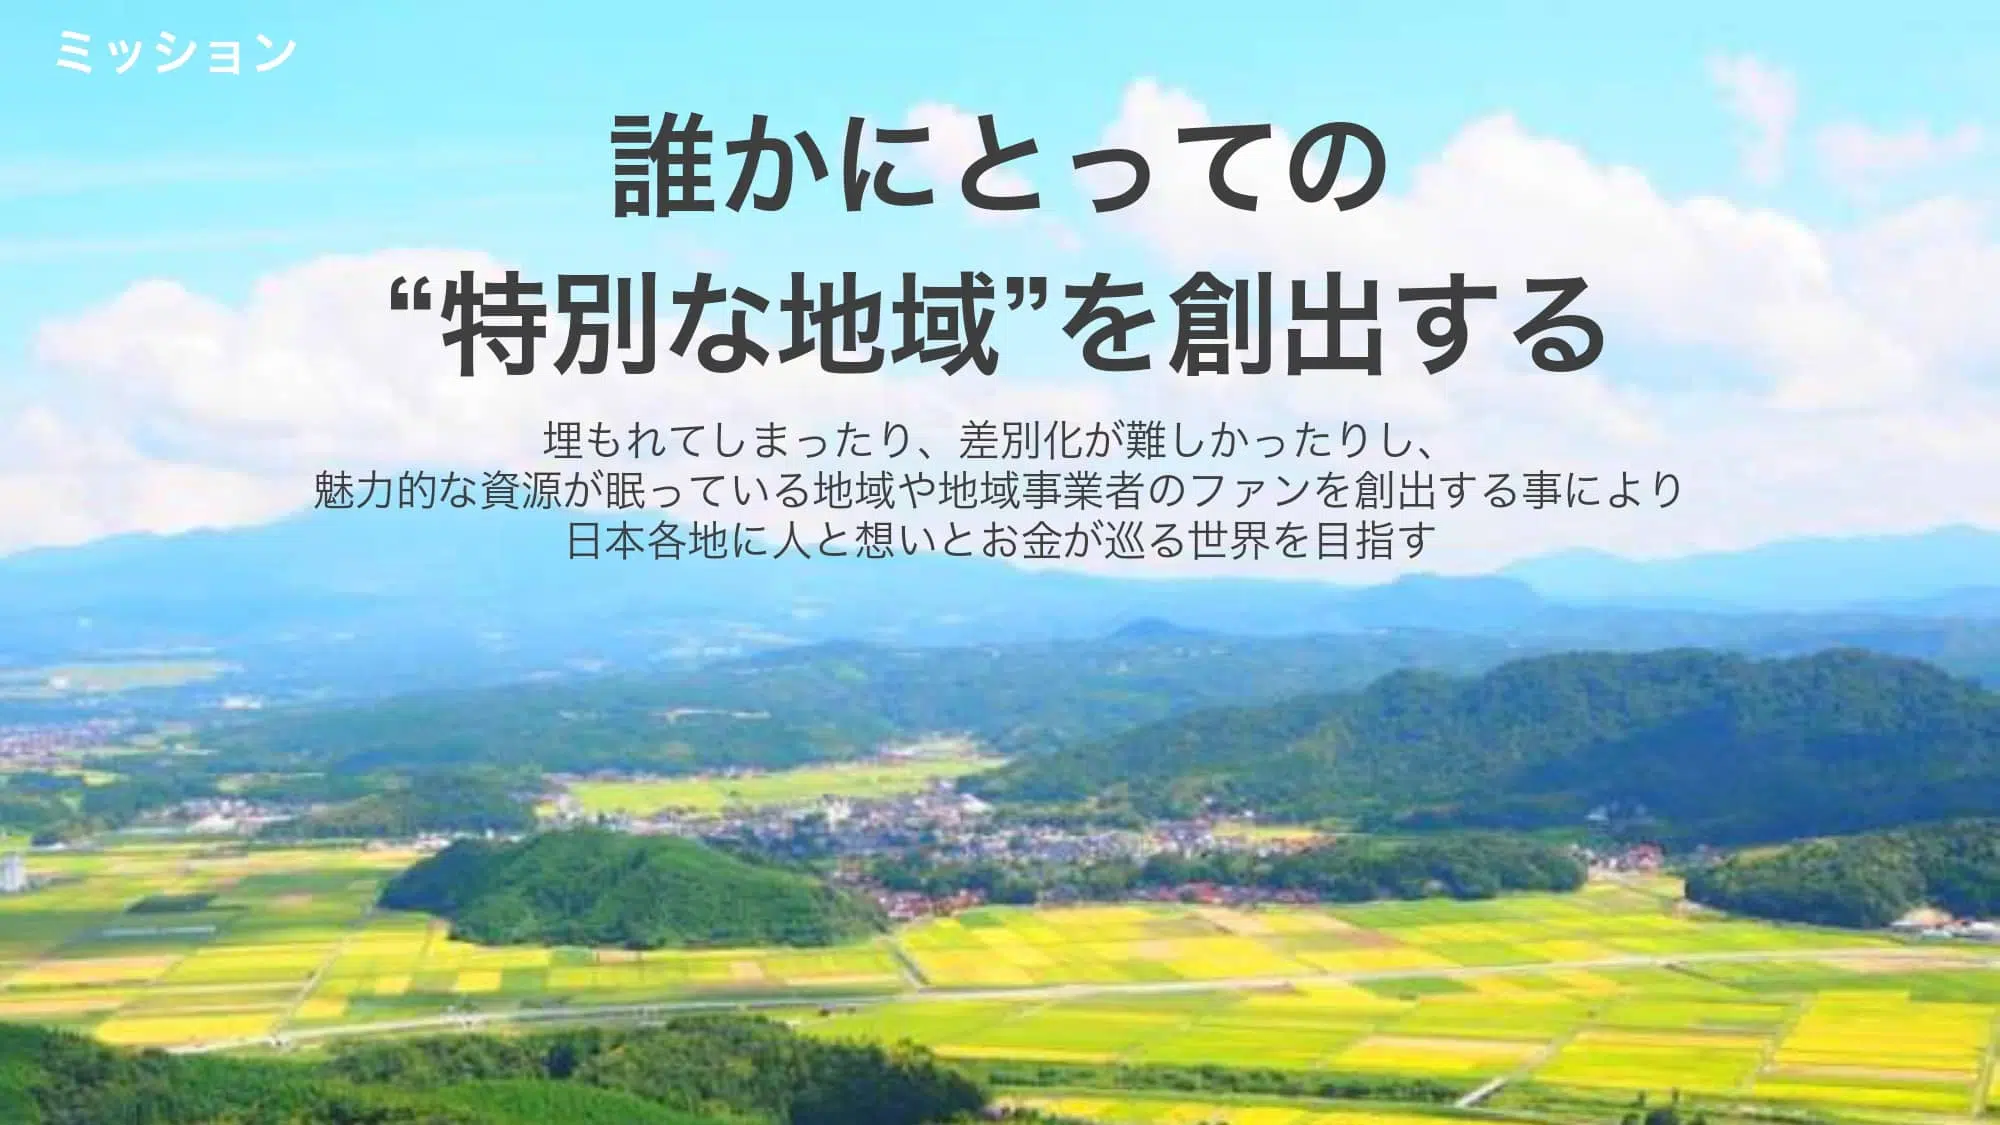 ミッション
誰かにとっての
“特別な地域”を創出する
埋もれてしまったり、差別化が難しかったりし、
魅力的な資源が眠っている地域や地域事業者のファンを創出する事により
日本各地に人と想いとお金が巡る世界を目指す